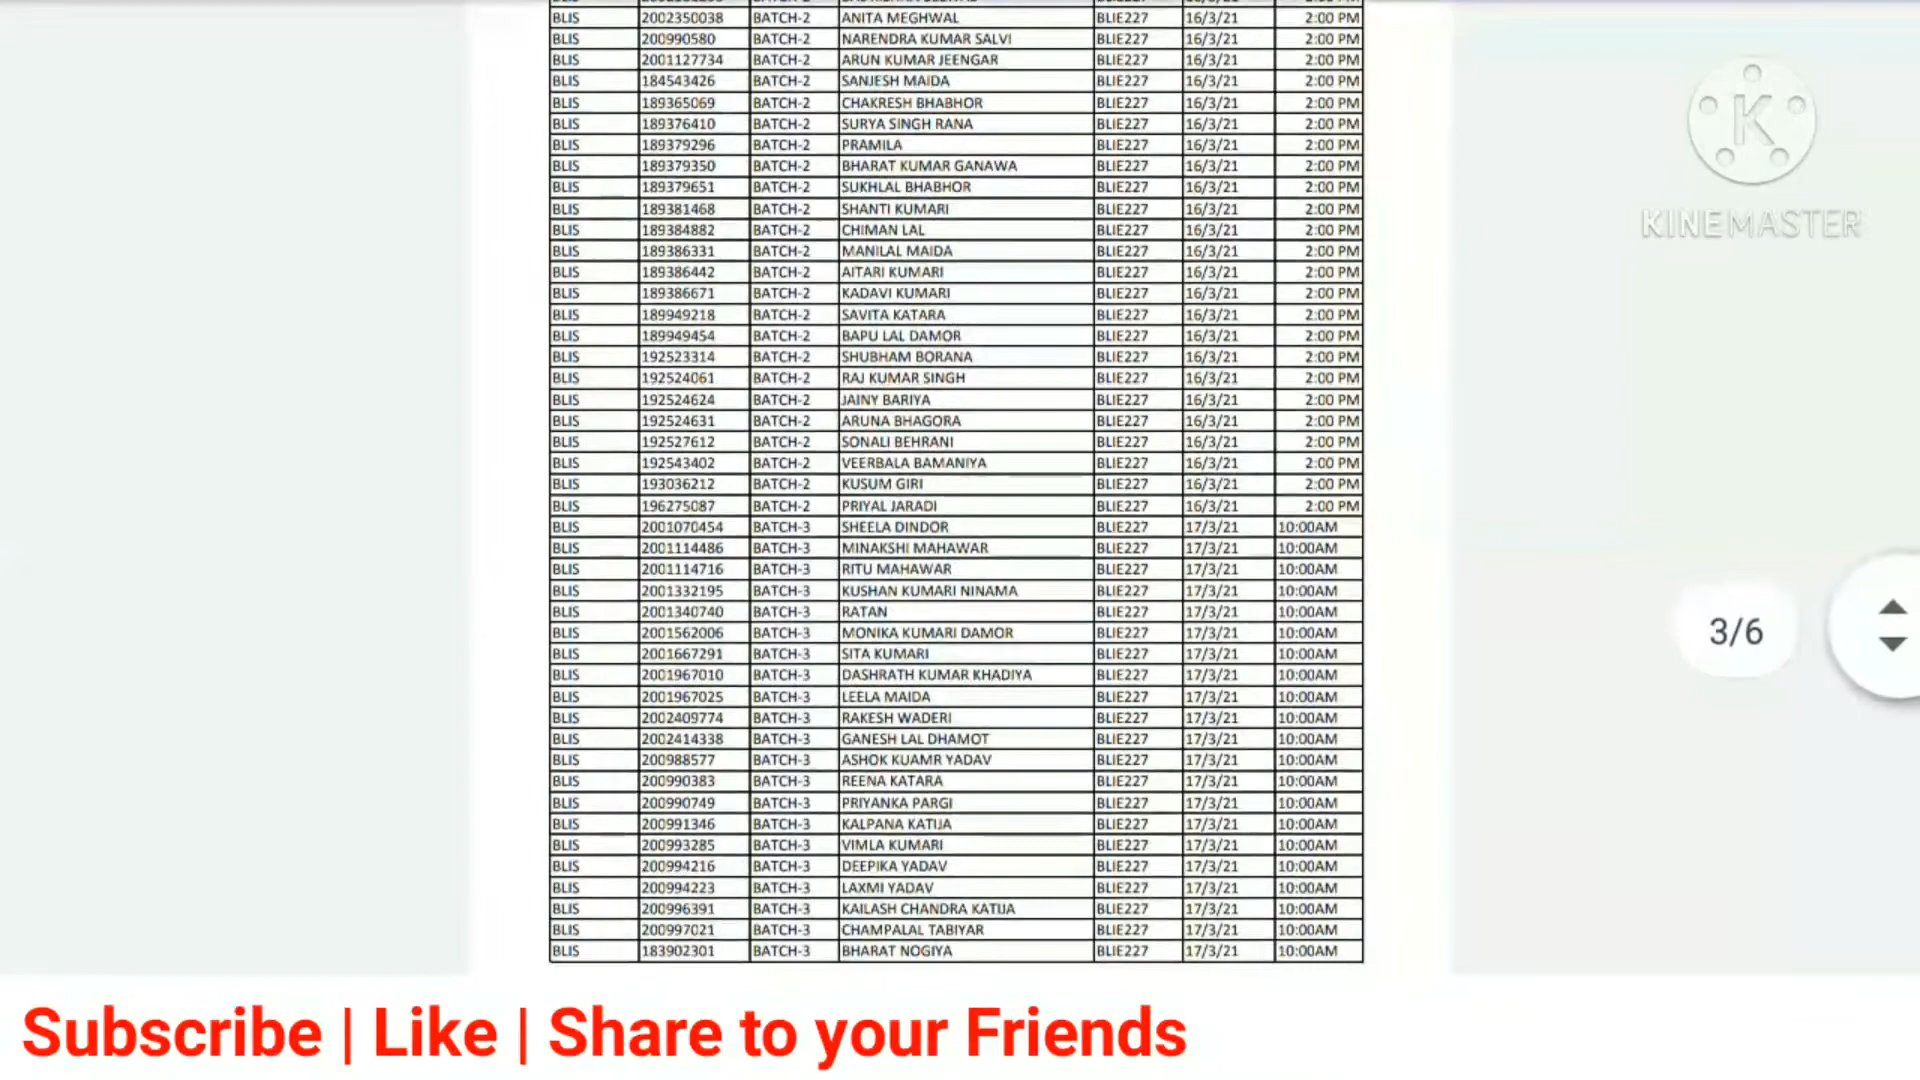 BLIS 2002350038 BATCH-2 ANITA MEGHWAL BLIE227 16/3/21 2:00 PM
BLIS 200990580 BATCH-2 NARENDRA KUMAR SALVI BLIE227 16/3/21 2:00 PM
BLIS 2001127734 BATCH-2 ARUN KUMAR JEENGAR BLIE227 16/3/21 2:00 PM
BLIS 184543426 BATCH-2 SANJESH MAIDA BLIE227 16/3/21 2:00 PM
BLIS 189365069 BATCH-2 CHAKRESH BHABHOR BLIE227 16/3/21 2:00 PM
BLIS 189376410 BATCH-2 SURYA SINGH RANA BLIE227 16/3/21 2:00 PM
BLIS 189379296 BATCH-2 PRAMILA BLIE227 16/3/21 2:00 PM
BLIS 189379350 BATCH-2 BHARAT KUMAR GANAWA BLIE227 16/3/21 2:00 PM
BLIS 189379651 BATCH-2 SUKHLAL BHABHOR BLIE227 16/3/21 2:00 PM
BLIS 189381468 BATCH-2 SHANTI KUMARI BLIE227 16/3/21 2:00 PM
BLIS 189384882 BATCH-2 CHIMAN LAL BLIE227 16/3/21 2:00 PM
BLIS 189386331 BATCH-2 MANILAL MAIDA BLIE227 16/3/21 2:00 PM
BLIS 189386442 BATCH-2 AITARI KUMARI BLIE227 16/3/21 2:00 PM
BLIS 189386671 BATCH-2 KADAVI KUMARI BLIE227 16/3/21 2:00 PM
BLIS 189949218 BATCH-2 SAVITA KATARA BLIE227 16/3/21 2:00 PM
BLIS 189949454 BATCH-2 BAPU LAL DAMOR BLIE227 16/3/21 2:00 PM
BLIS 192523314 BATCH-2 SHUBHAM BORANA BLIE227 16/3/21 2:00 PM
BLIS 192524061 BATCH-2 RAJ KUMAR SINGH BLIE227 16/3/21 2:00 PM
BLIS 192524624 BATCH-2 JAINY BARIYA BLIE227 16/3/21 2:00 PM
BLIS 192524631 BATCH-2 ARUNA BHAGORA BLIE227 16/3/21 2:00 PM
BLIS 192527612 BATCH-2 SONALI BEHRANI BLIE227 16/3/21 2:00 PM
BLIS 192543402 BATCH-2 VEERBALA BAMANIYA BLIE227 16/3/21 2:00 PM
BLIS 193036212 BATCH-2 KUSUM GIRI BLIE227 16/3/21 2:00 PM
BLIS 196275087 BATCH-2 PRIYAL JARADI BLIE227 16/3/21 2:00 PM
BLIS 2001070454 BATCH-3 SHEELA DINDOR BLIE227 17/3/21 10:00AM
BLIS 2001114486 BATCH-3 MINAKSHI MAHAWAR BLIE227 17/3/21 10:00AM
BLIS 2001114716 BATCH-3 RITU MAHAWAR BLIE227 17/3/21 10:00AM
BLIS 2001332195 BATCH-3 KUSHAN KUMARI NINAMA BLIE227 17/3/21 10:00AM
BLIS 2001340740 BATCH-3 RATAN BLIE227 17/3/21 10:00AM
BLIS 2001562006 BATCH-3 MONIKA KUMARI DAMOR BLIE227 17/3/21 10:00AM
BLIS 2001667291 BATCH-3 SITA KUMARI BLIE227 17/3/21 10:00AM
BLIS 2001967010 BATCH-3 DASHRATH KUMAR KHADIYA BLIE227 17/3/21 10:00AM
BLIS 2001967025 BATCH-3 LEELA MAIDA BLIE227 17/3/21 10:00AM
BLIS 2002409774 BATCH-3 RAKESH WADERI BLIE227 17/3/21 10:00AM
BLIS 2002414338 BATCH-3 GANESH LAL DHAMOT BLIE227 17/3/21 10:00AM
BLIS 200988577 BATCH-3 ASHOK KUAMR YADAV BLIE227 17/3/21 10:00AM
BLIS 200990383 BATCH-3 REENA KATARA BLIE227 17/3/21 10:00AM
BLIS 200990749 BATCH-3 PRIYANKA PARGI BLIE227 17/3/21 10:00AM
BLIS 200991346 BATCH-3 KALPANA KATIJA BLIE227 17/3/21 10:00AM
BLIS 200993285 BATCH-3 VIMLA KUMARI BLIE227 17/3/21 10:00AM
BLIS 200994216 BATCH-3 DEEPIKA YADAV BLIE227 17/3/21 10:00AM
BLIS 200994223 BATCH-3 LAXMI YADAV BLIE227 17/3/21 10:00AM
BLIS 200996391 BATCH-3 KAILASH CHANDRA KATIJA BLIE227 17/3/21 10:00AM
BLIS 200997021 BATCH-3 CHAMPALAL TABIYAR BLIE227 17/3/21 10:00AM
BLIS 183902301 BATCH-3 BHARAT NOGIYA BLIE227 17/3/21 10:00AM
K
KINEMASTER
3/6
Subscribe | Like | Share to your Friends